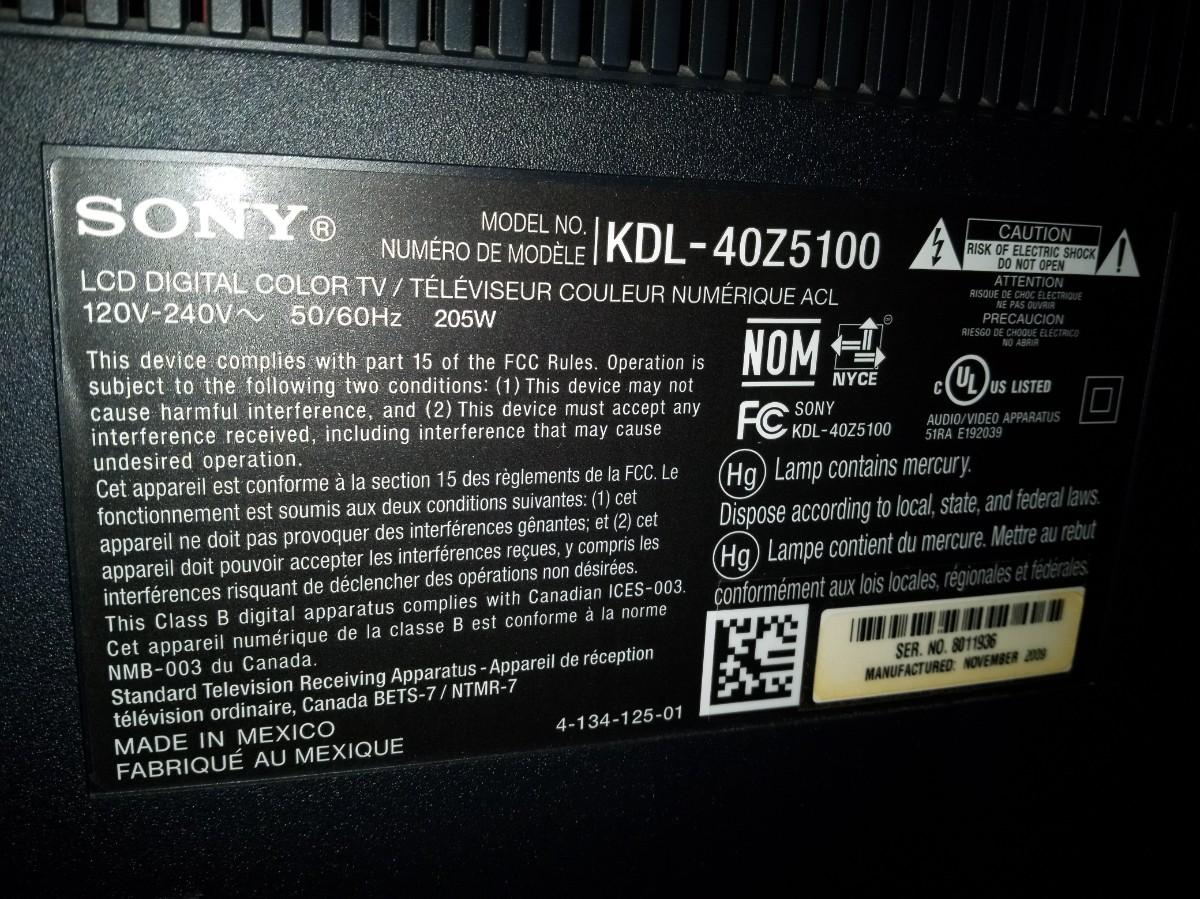 SONY®
MODEL NO.
NUMÉRO DE MODÈLE
KDL-40Z5100
LCD DIGITAL COLOR TV / TÉLÉVISEUR COULEUR NUMÉRIQUE ACL
120V-240V～ 50/60Hz 205W
This device complies with part 15 of the FCC Rules. Operation is
subject to the following two conditions: (1) This device may not
cause harmful interference, and (2) This device must accept any
interference received, including interference that may cause
undesired operation.
Cet appareil est conforme à la section 15 des règlements de la FCC. Le
fonctionnement est soumis aux deux conditions suivantes: (1) cet
appareil ne doit pas provoquer des interférences gênantes; et (2) cet
appareil doit pouvoir accepter les interférences reçues, y compris les
interférences risquant de déclencher des opérations non désirées.
This Class B digital apparatus complies with Canadian ICES-003.
Cet appareil numérique de la classe B est conforme à la norme
NMB-003 du Canada.
Standard Television Receiving Apparatus - Appareil de réception
télévision ordinaire, Canada BETS-7 / NTMR-7
MADE IN MEXICO
FABRIQUÉ AU MEXIQUE
4-134-125-01
CAUTION
RISK OF ELECTRIC SHOCK
DO NOT OPEN
ATTENTION
RISQUE DE CHOC ÉLECTRIQUE
NE PAS OUVRIR
PRECAUCION
RIESGO DE CHOQUE ELÉCTRICO
NO ABRIR
NOM
NYCE
FC SONY
KDL-40Z5100
C UL US LISTED
AUDIO/VIDEO APPARATUS
51RA E192039
Hg Lamp contains mercury.
Dispose according to local, state, and federal laws.
Hg Lampe contient du mercure. Mettre au rebut
conformément aux lois locales, régionales et fédérales.
SER. NO. 8011936
MANUFACTURED: NOVEMBER 2009